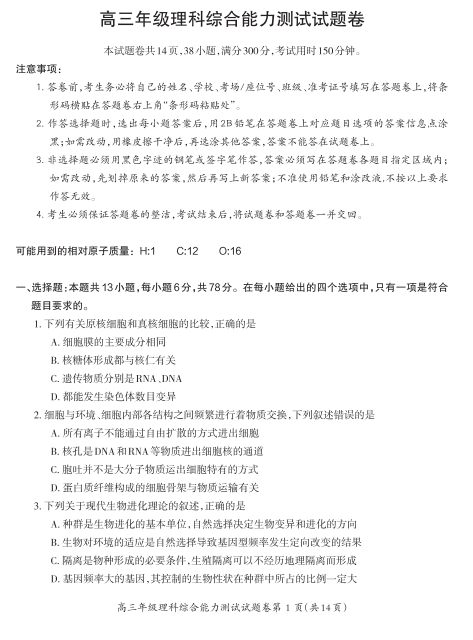 高三年级理科综合能力测试试题卷
本试题卷共14页,38小题,满分300分,考试用时150分钟。
注意事项:
1. 答卷前,考生务必将自己的姓名、学校、考场/座位号、班级、准考证号填写在答题卷上,将条
形码横贴在答题卷右上角“条形码粘贴处”。
2. 作答选择题时,选出每小题答案后,用2B铅笔在答题卷上对应题目选项的答案信息点涂
黑;如需改动,用橡皮擦干净后,再选涂其他答案,答案不能答在试题卷上。
3. 非选择题必须用黑色字迹的钢笔或签字笔作答,答案必须写在答题卷各题目指定区域内;
如需改动,先划掉原来的答案,然后再写上新答案;不准使用铅笔和涂改液.不按以上要求
作答无效。
4. 考生必须保证答题卷的整洁,考试结束后,将试题卷和答题卷一并交回。
可能用到的相对原子质量: H:1 C:12 O:16
一、选择题:本题共13小题,每小题6分,共78分。在每小题给出的四个选项中,只有一项是符合
题目要求的。
1. 下列有关原核细胞和真核细胞的比较,正确的是
A. 细胞膜的主要成分相同
B. 核糖体形成都与核仁有关
C. 遗传物质分别是RNA、DNA
D. 都能发生染色体数目变异
2. 细胞与环境、细胞内部各结构之间频繁进行着物质交换,下列叙述错误的是
A. 所有离子不能通过自由扩散的方式进出细胞
B. 核孔是DNA和RNA等物质进出细胞核的通道
C. 胞吐并不是大分子物质运出细胞特有的方式
D. 蛋白质纤维构成的细胞骨架与物质运输有关
3. 下列关于现代生物进化理论的叙述,正确的是
A. 种群是生物进化的基本单位,自然选择决定生物变异和进化的方向
B. 生物对环境的适应是自然选择导致基因型频率发生定向改变的结果
C. 隔离是物种形成的必要条件,生殖隔离可以不经历地理隔离而形成
D. 基因频率大的基因,其控制的生物性状在种群中所占的比例一定大
高三年级理科综合能力测试试题卷第 1 页(共14页)